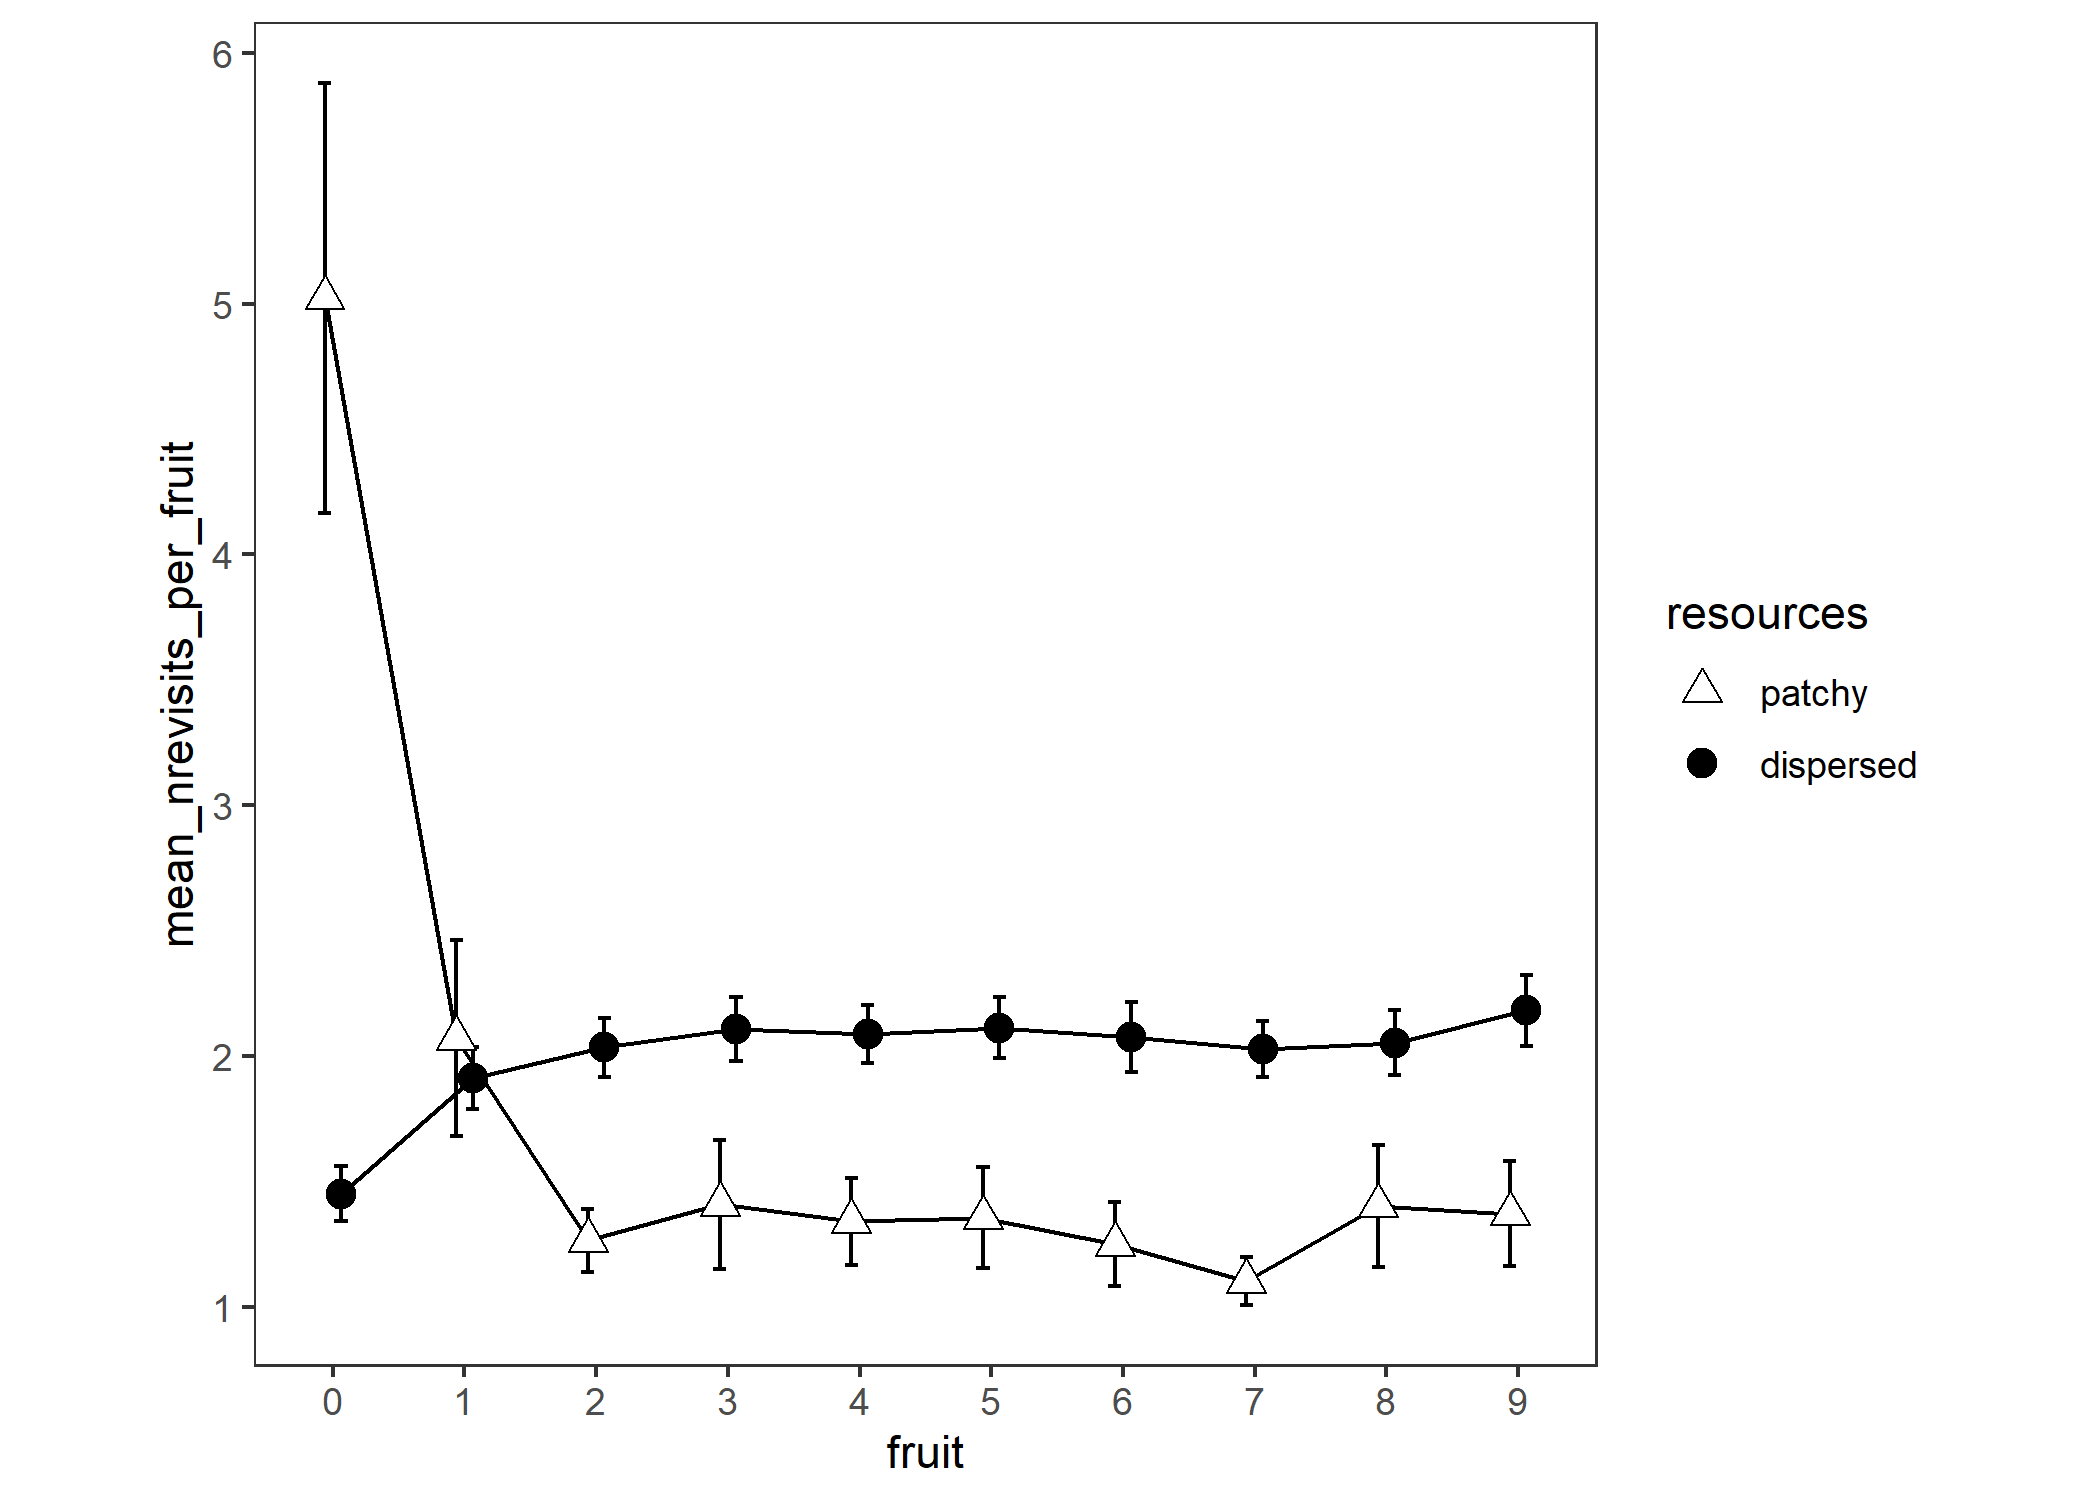 mean_nrevisits_per_fruit
6
5
4
3
2
1
0 1 2 3 4 5 6 7 8 9
fruit
resources
patchy
dispersed